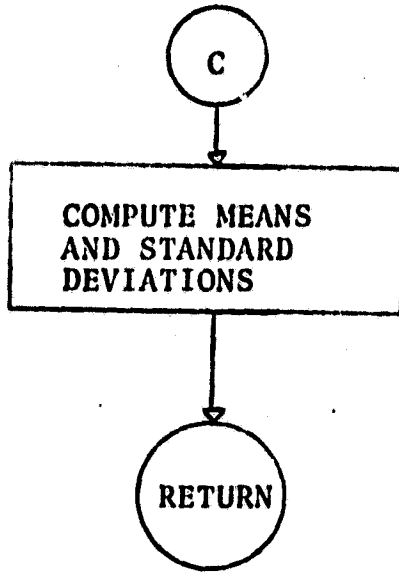 C
COMPUTE MEANS
AND STANDARD
DEVIATIONS
RETURN